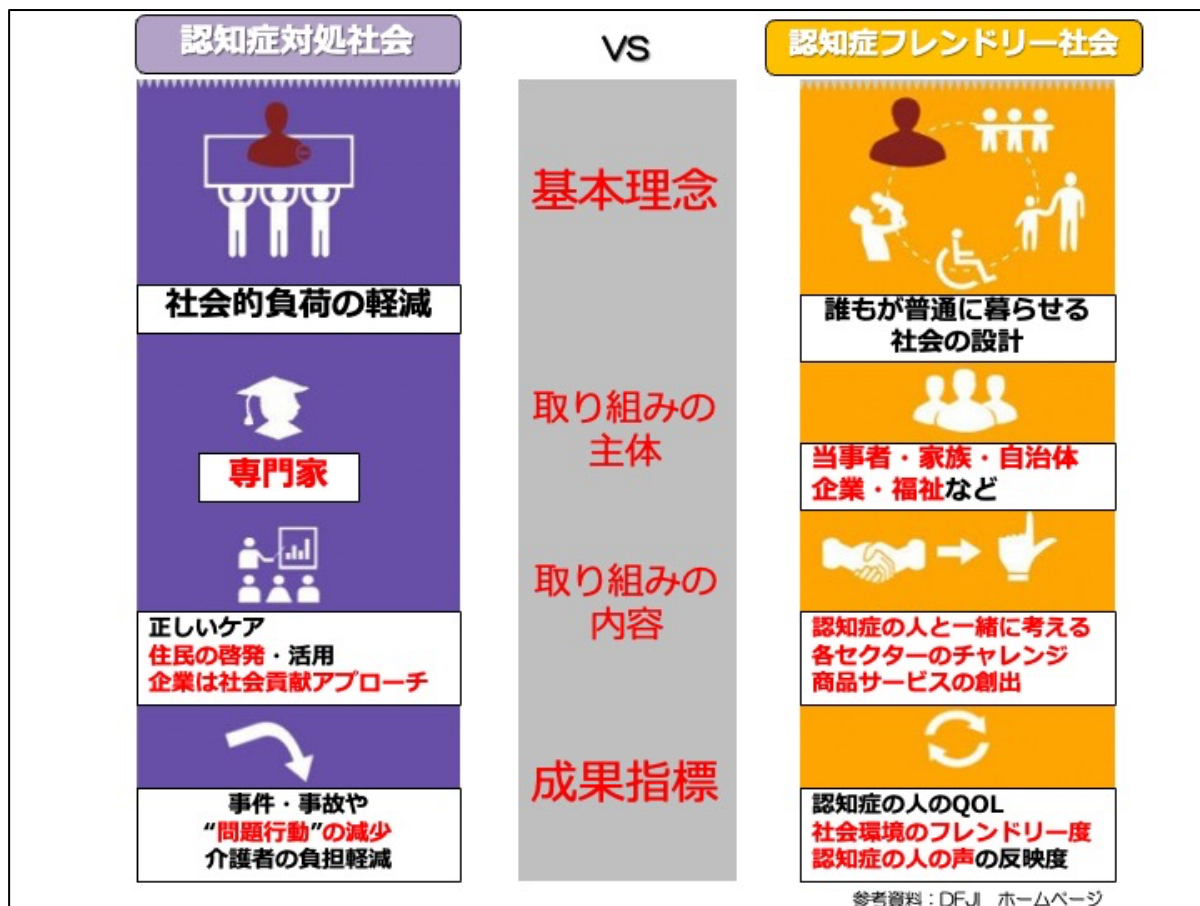 認知症対処社会
VS
認知症フレンドリー社会
基本理念
社会的負荷の軽減
誰もが普通に暮らせる
社会の設計
取り組みの
主体
専門家
当事者・家族・自治体
企業・福祉など
取り組みの
内容
正しいケア
住民の啓発・活用
企業は社会貢献アプローチ
認知症の人と一緒に考える
各セクターのチャレンジ
商品サービスの創出
成果指標
事件・事故や
“問題行動”の減少
介護者の負担軽減
認知症の人のQOL
社会環境のフレンドリー度
認知症の人の声の反映度
参考資料：DFJI　ホームページ